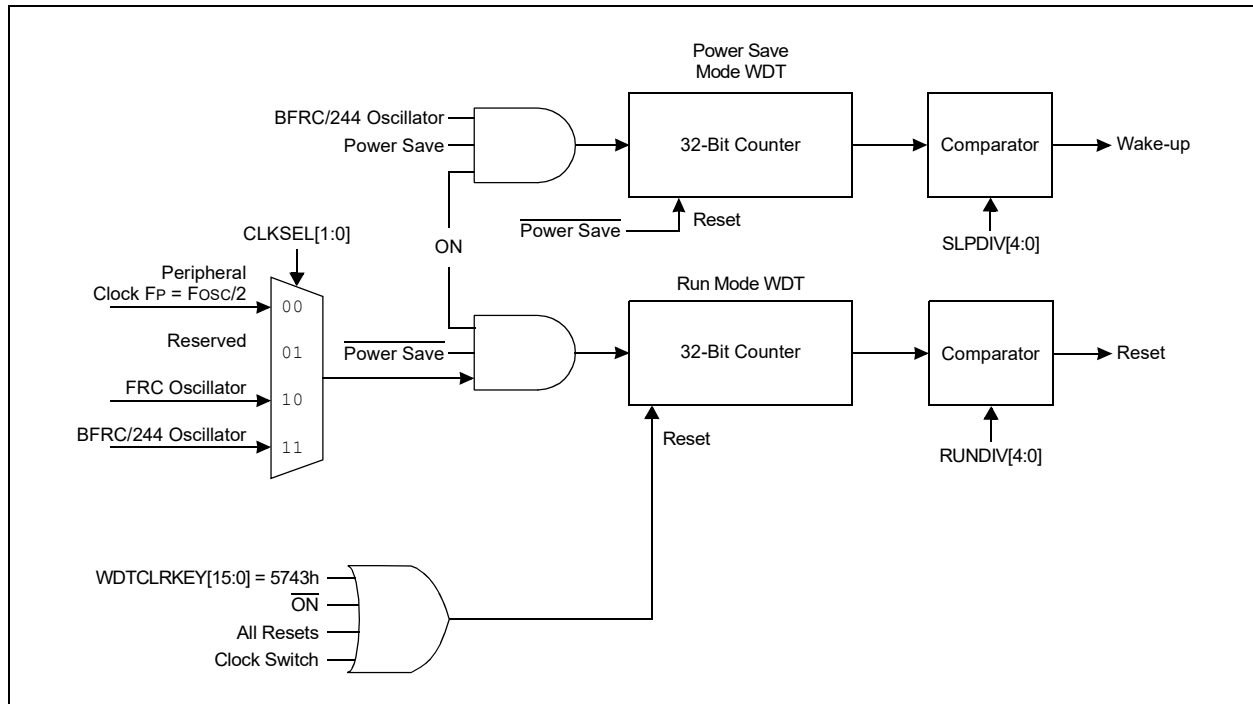 Power Save
Mode WDT
BFRC/244 Oscillator
Power Save
32-Bit Counter
Comparator
Wake-up
Power Save
Reset
SLPDIV[4:0]
CLKSEL[1:0]
ON
Peripheral
Clock FP = FOSC/2
00
Run Mode WDT
Reserved
01
Power Save
32-Bit Counter
Comparator
Reset
FRC Oscillator
10
BFRC/244 Oscillator
11
Reset
RUNDIV[4:0]
WDTCLRKEY[15:0] = 5743h
ON
All Resets
Clock Switch